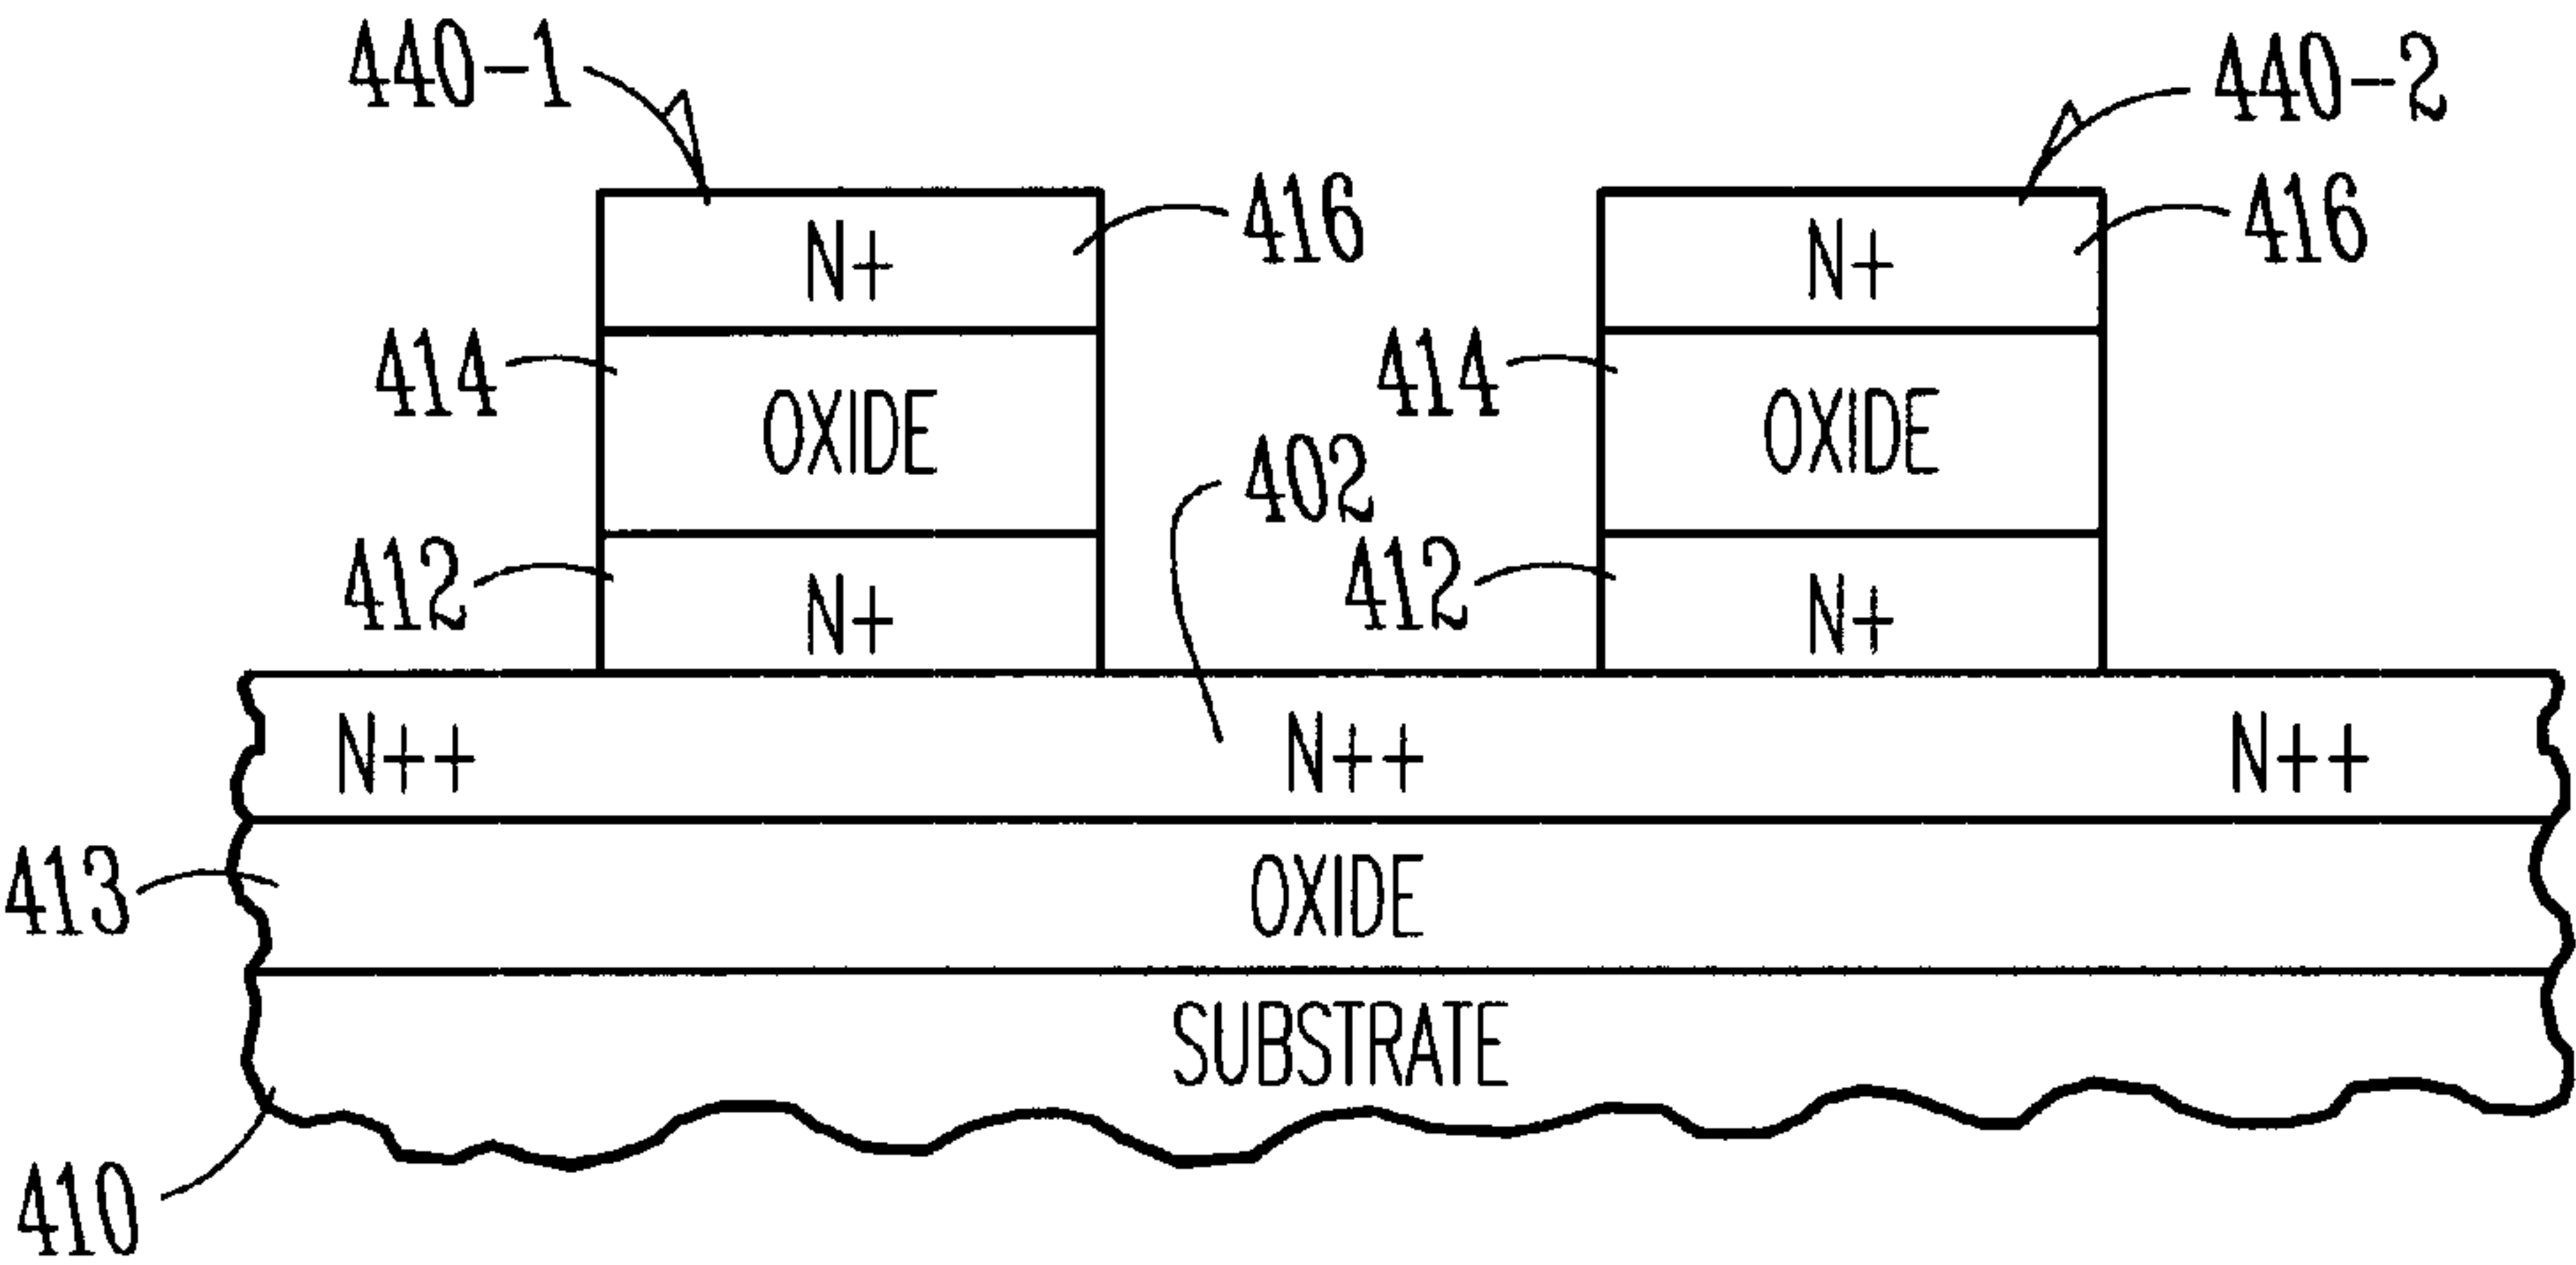 440-1 440-2
N+ 416 N+ 416
414 OXIDE 414 OXIDE
402
412 N+ 412 N+
N++ N++ N++
413 OXIDE
SUBSTRATE
410